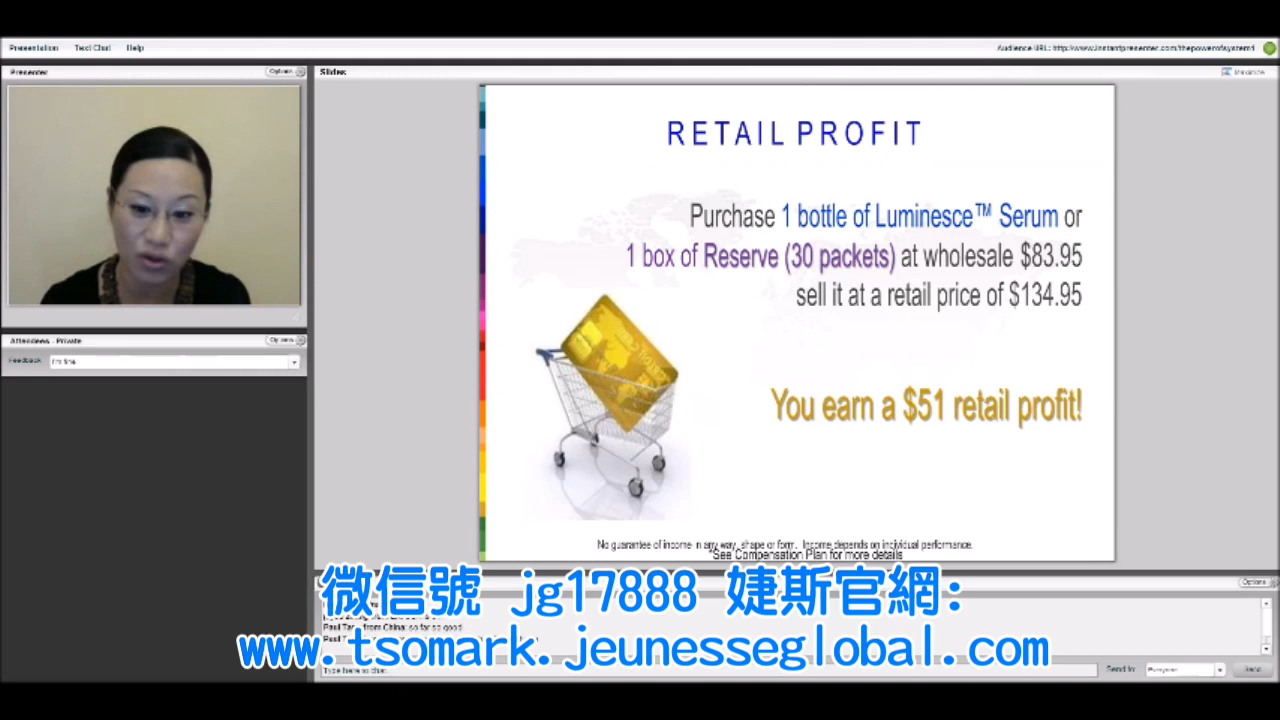 Presentation Text Chat Help
Audience URL: http://www.instantpresenter.com/thepowerofsystem1
Presenter
Options
Slides
Maximize
RETAIL PROFIT
Purchase 1 bottle of Luminesce™ Serum or
1 box of Reserve (30 packets) at wholesale $83.95
sell it at a retail price of $134.95
You earn a $51 retail profit!
No guarantee of income in any way, shape or form. Income depends on individual performance.
*See Compensation Plan for more details
Attendees - Private
Options
Feedback I'm fine
Options
微信號 jg17888 婕斯官網:
from China: so far so good
www.tsomark.jeunesseglobal.com
Type here to chat
Send to: Everyone Send